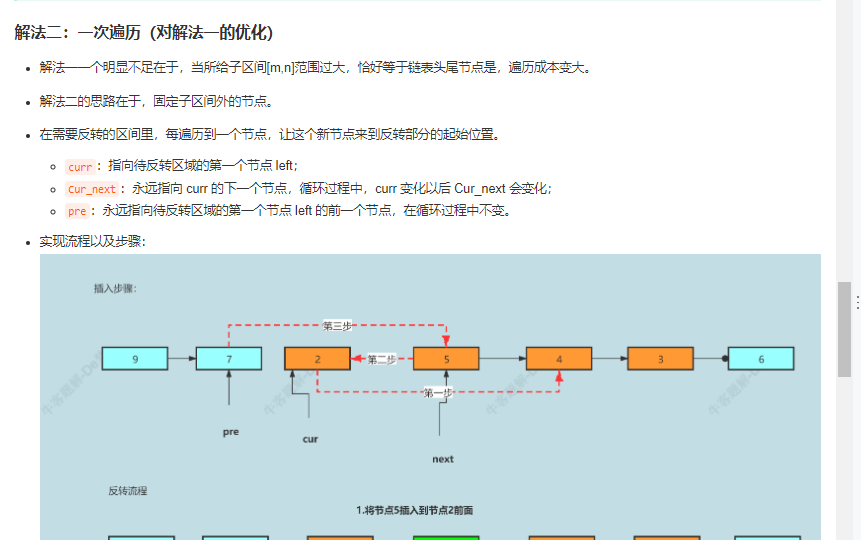 解法二：一次遍历（对解法一的优化）
解法一一个明显不足在于，当所给子区间[m,n]范围过大，恰好等于链表头尾节点是，遍历成本变大。
解法二的思路在于，固定子区间外的节点。
在需要反转的区间里，每遍历到一个节点，让这个新节点来到反转部分的起始位置。
curr：指向待反转区域的第一个节点 left；
Cur_next：永远指向 curr 的下一个节点，循环过程中，curr 变化以后 Cur_next 会变化；
pre：永远指向待反转区域的第一个节点 left 的前一个节点，在循环过程中不变。
实现流程以及步骤：
插入步骤：
第三步
9 7 2 第二步 5 4 3 6
第一步
pre
cur
next
反转流程
1.将节点5插入到节点2前面